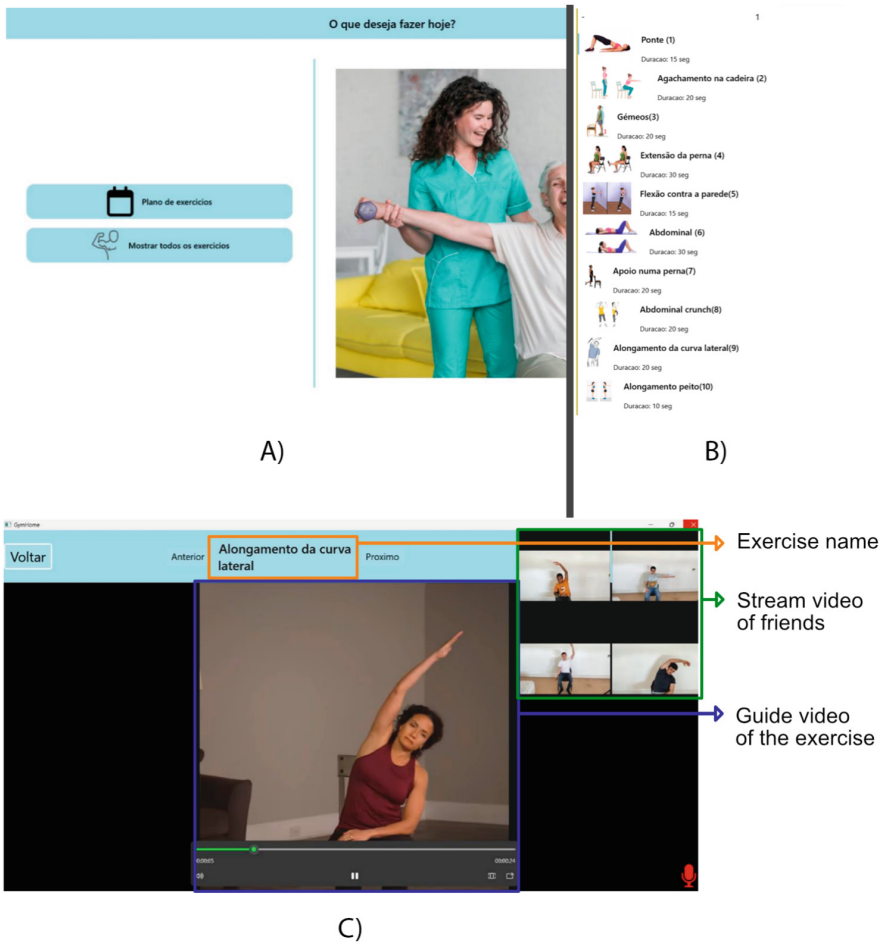 O que deseja fazer hoje?
Plano de exercicios
Mostrar todos os exercicios
A)
1
Ponte (1)
Duracao: 15 seg
Agachamento na cadeira (2)
Duracao: 20 seg
Gémeos(3)
Duracao: 20 seg
Extensão da perna (4)
Duracao: 30 seg
Flexão contra a parede(5)
Duracao: 15 seg
Abdominal (6)
Duracao: 30 seg
Apoio numa perna(7)
Duracao: 20 seg
Abdominal crunch(8)
Duracao: 20 seg
Alongamento da curva lateral(9)
Duracao: 20 seg
Alongamento peito(10)
Duracao: 10 seg
B)
GymHome
Voltar
Anterior
Alongamento da curva
lateral
Proximo
0:00:05
00:00:24
Exercise name
Stream video
of friends
Guide video
of the exercise
C)